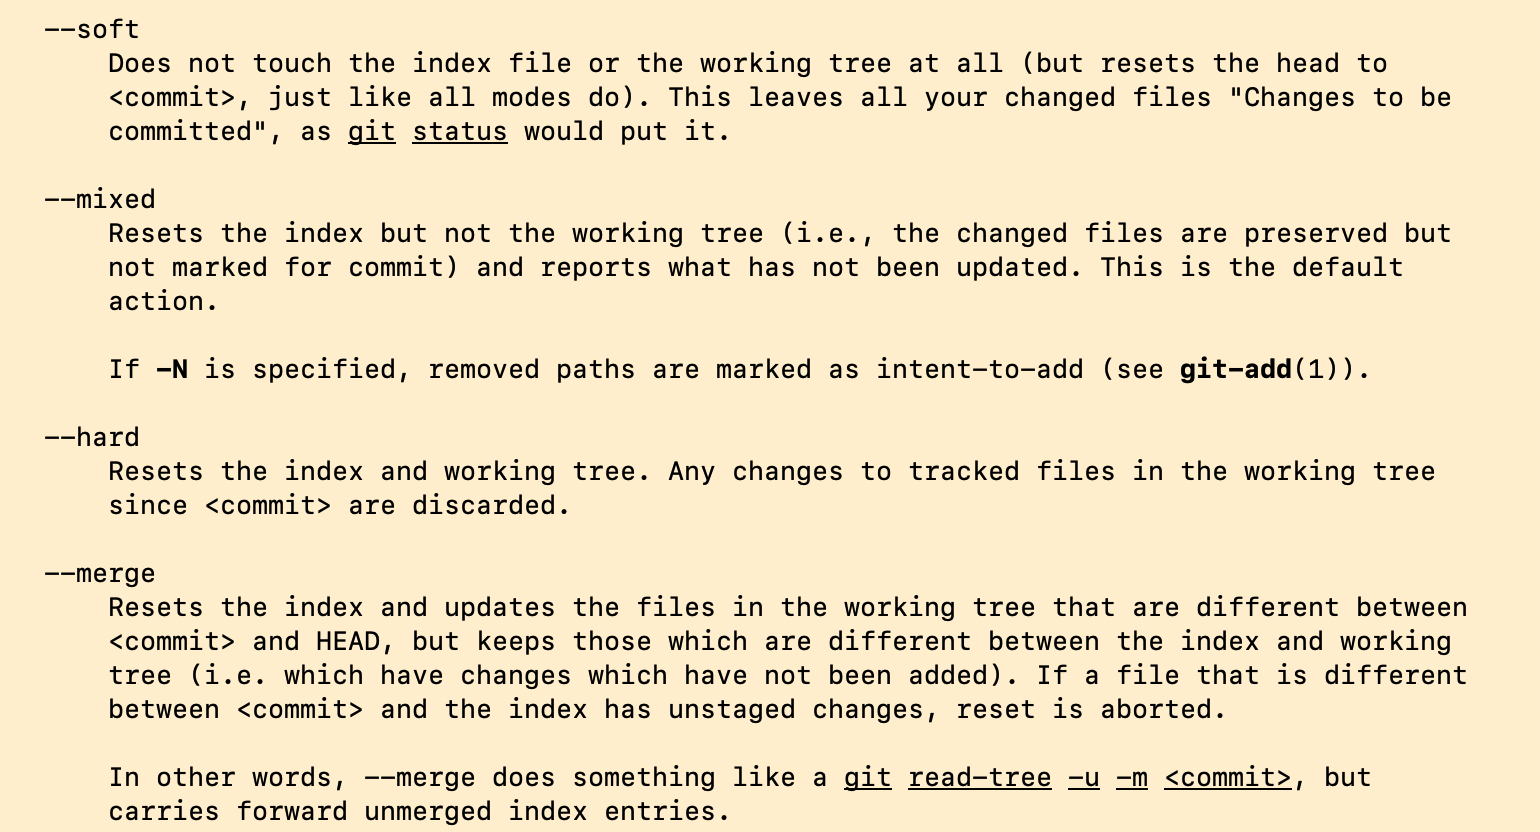 --soft
Does not touch the index file or the working tree at all (but resets the head to
<commit>, just like all modes do). This leaves all your changed files "Changes to be
committed", as git status would put it.
--mixed
Resets the index but not the working tree (i.e., the changed files are preserved but
not marked for commit) and reports what has not been updated. This is the default
action.
If -N is specified, removed paths are marked as intent-to-add (see git-add(1)).
--hard
Resets the index and working tree. Any changes to tracked files in the working tree
since <commit> are discarded.
--merge
Resets the index and updates the files in the working tree that are different between
<commit> and HEAD, but keeps those which are different between the index and working
tree (i.e. which have changes which have not been added). If a file that is different
between <commit> and the index has unstaged changes, reset is aborted.
In other words, --merge does something like a git read-tree -u -m <commit>, but
carries forward unmerged index entries.